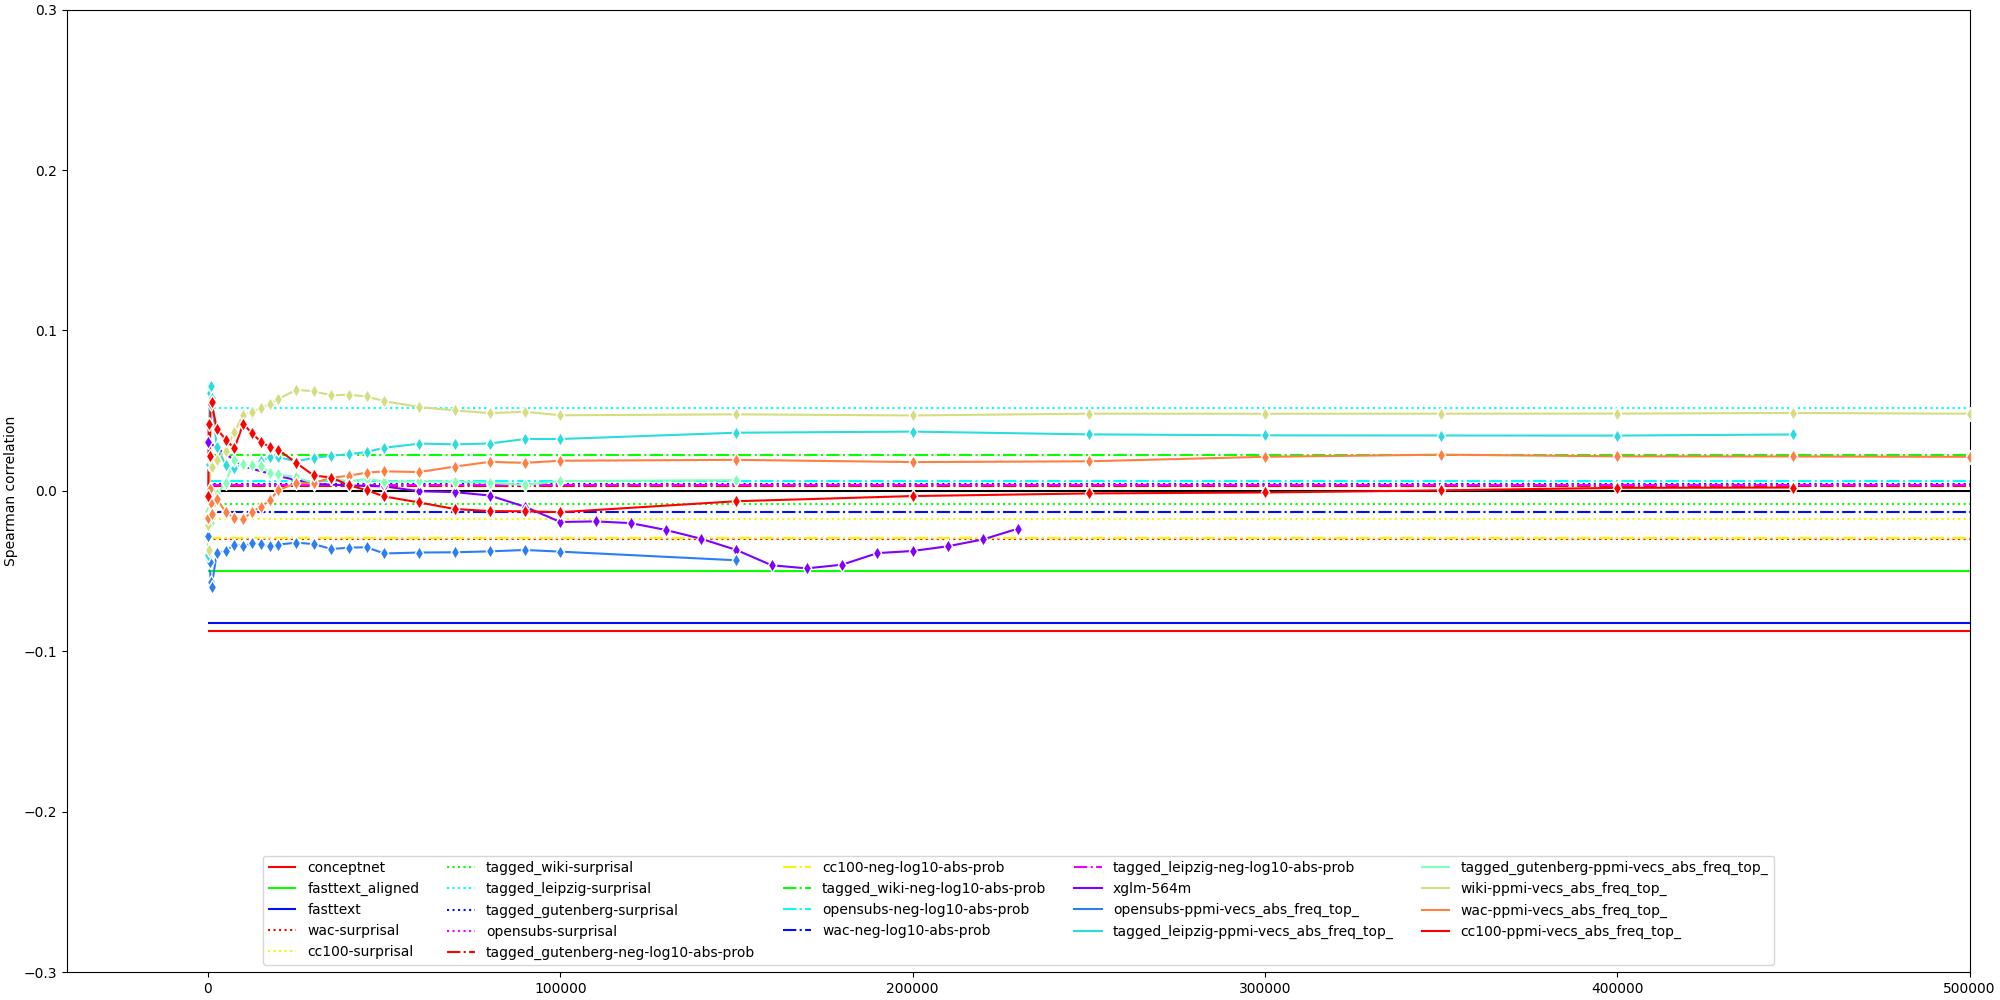 0.3
0.2
0.1
0.0
−0.1
−0.2
−0.3
Spearman correlation
conceptnet
fasttext_aligned
fasttext
wac-surprisal
cc100-surprisal
tagged_wiki-surprisal
tagged_leipzig-surprisal
tagged_gutenberg-surprisal
opensubs-surprisal
tagged_gutenberg-neg-log10-abs-prob
cc100-neg-log10-abs-prob
tagged_wiki-neg-log10-abs-prob
opensubs-neg-log10-abs-prob
wac-neg-log10-abs-prob
tagged_leipzig-neg-log10-abs-prob
xglm-564m
opensubs-ppmi-vecs_abs_freq_top_
tagged_leipzig-ppmi-vecs_abs_freq_top_
tagged_gutenberg-ppmi-vecs_abs_freq_top_
wiki-ppmi-vecs_abs_freq_top_
wac-ppmi-vecs_abs_freq_top_
cc100-ppmi-vecs_abs_freq_top_
0 100000 200000 300000 400000 500000